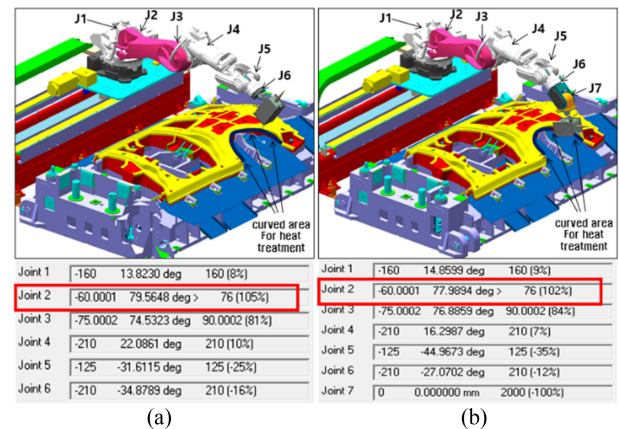 J1
J2
J3
J4
J5
J6
curved area
For heat
treatment
Joint 1 -160 13.8230 deg 160 (8%)
Joint 2 -60.0001 79.5648 deg > 76 (105%)
Joint 3 -75.0002 74.5323 deg 90.0002 (81%)
Joint 4 -210 22.0861 deg 210 (10%)
Joint 5 -125 -31.6115 deg 125 (-25%)
Joint 6 -210 -34.8789 deg 210 (-16%)
(a)
J1
J2
J3
J4
J5
J6
J7
curved area
For heat
treatment
Joint 1 -160 14.8599 deg 160 (9%)
Joint 2 -60.0001 77.9894 deg > 76 (102%)
Joint 3 -75.0002 76.8859 deg 90.0002 (84%)
Joint 4 -210 16.2987 deg 210 (7%)
Joint 5 -125 -44.9673 deg 125 (-35%)
Joint 6 -210 -27.0702 deg 210 (-12%)
Joint 7 0 0.000000 mm 2000 (-100%)
(b)